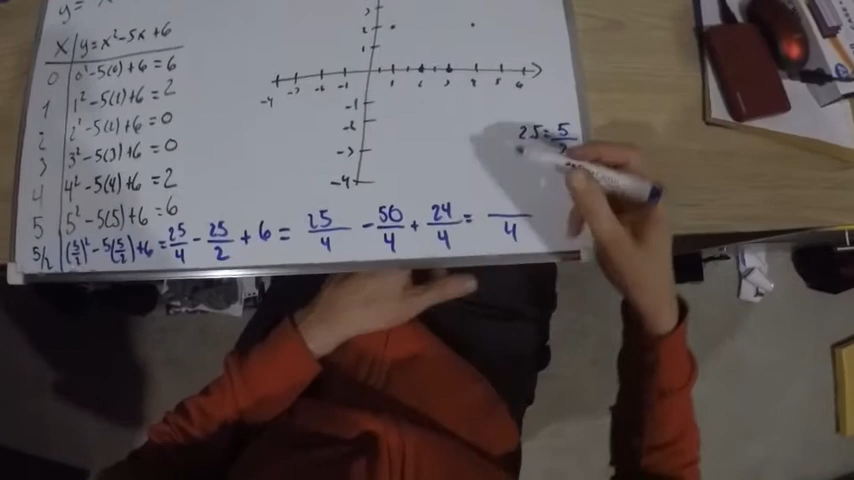 y =
x | y = x² - 5x + 6
0 | 0² - 5(0) + 6 = 6
1 | 1² - 5(1) + 6 = 2
2 | 2² - 5(2) + 6 = 0
3 | 3² - 5(3) + 6 = 0
4 | 4² - 5(4) + 6 = 2
5 | 5² - 5(5) + 6 = 6
5/2 | (5/2)² - 5(5/2) + 6 = 25/4 - 25/2 + 6 = 25/4 - 50/4 + 24/4 = /4
2
1
-4 -3 -2 -1 1 2 3 4 5 6
-1
-2
-3
-4
2.5 = 5/2